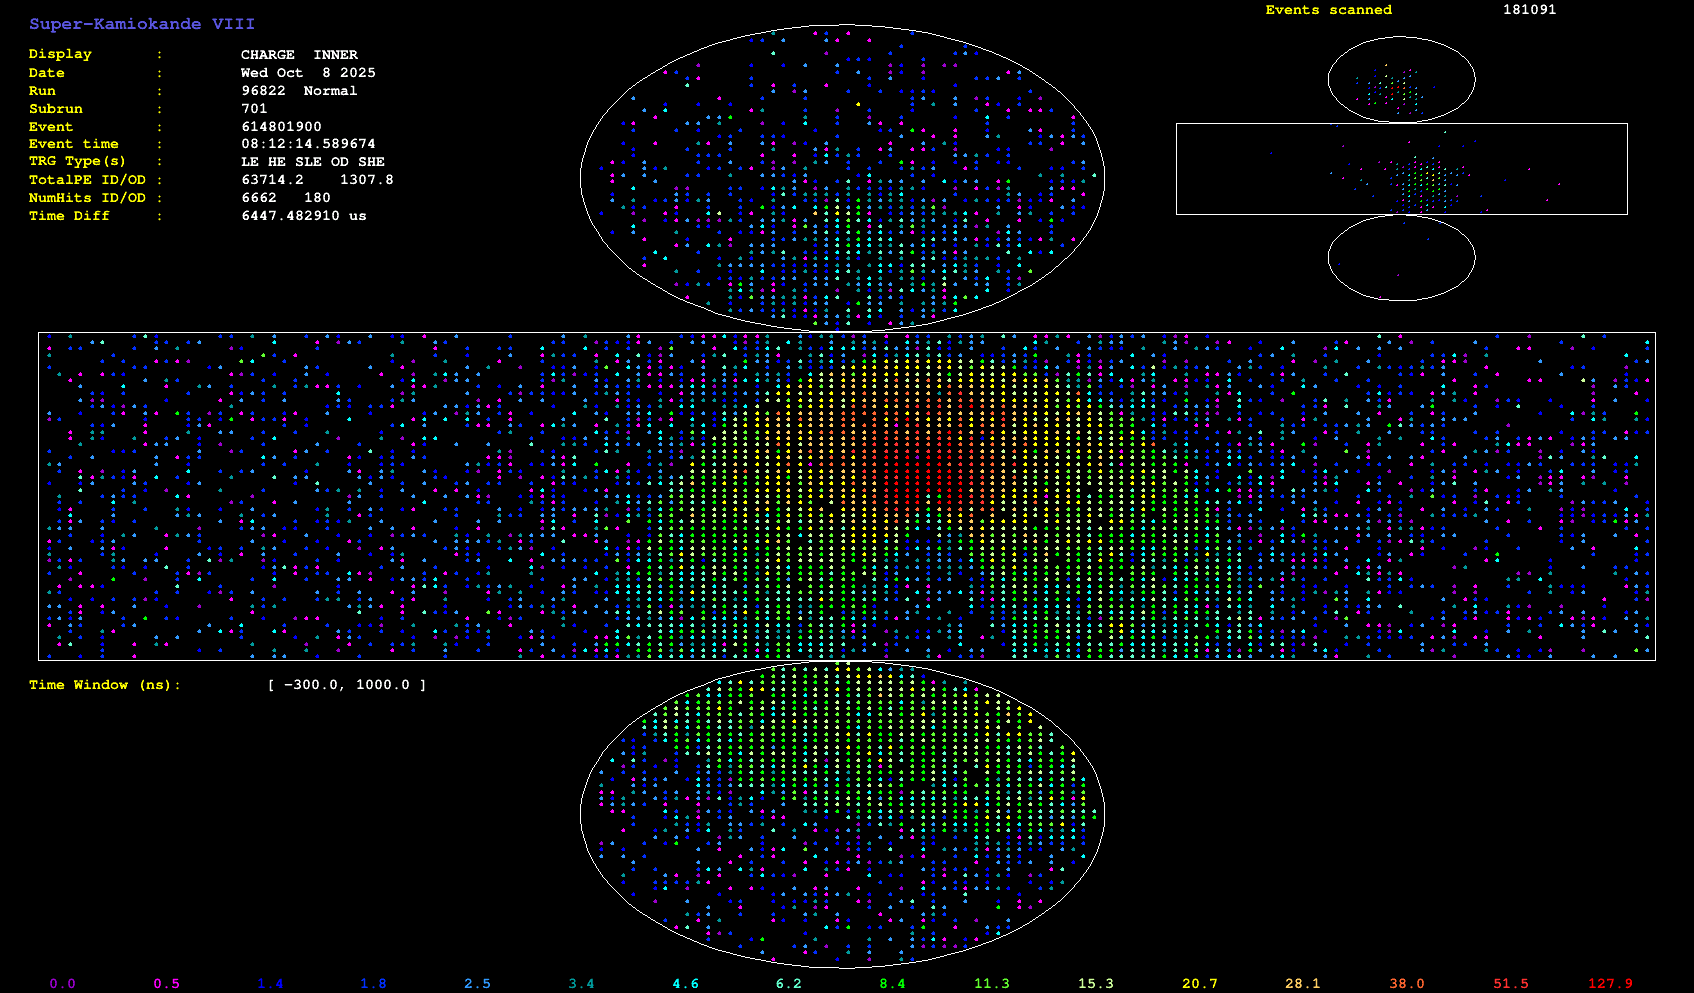 Super-Kamiokande VIII
Events scanned 181091
Display : CHARGE INNER
Date : Wed Oct 8 2025
Run : 96822 Normal
Subrun : 701
Event : 614801900
Event time : 08:12:14.589674
TRG Type(s) : LE HE SLE OD SHE
TotalPE ID/OD : 63714.2 1307.8
NumHits ID/OD : 6662 180
Time Diff : 6447.482910 us
Time Window (ns): [ -300.0, 1000.0 ]
0.0 0.5 1.4 1.8 2.5 3.4 4.6 6.2 8.4 11.3 15.3 20.7 28.1 38.0 51.5 127.9